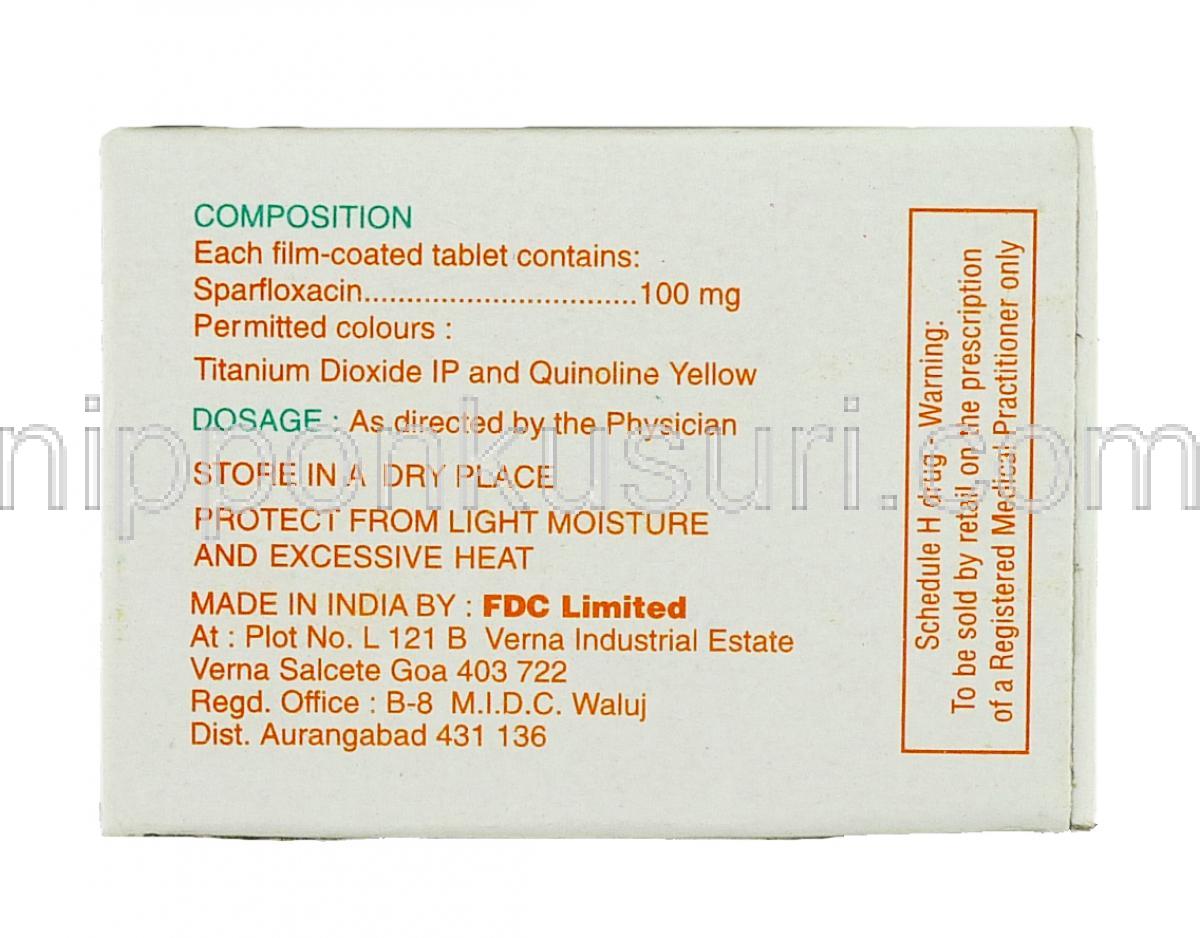 COMPOSITION
Each film-coated tablet contains:
Sparfloxacin................................100 mg
Permitted colours :
Titanium Dioxide IP and Quinoline Yellow
DOSAGE : As directed by the Physician
STORE IN A DRY PLACE
PROTECT FROM LIGHT MOISTURE
AND EXCESSIVE HEAT
MADE IN INDIA BY : FDC Limited
At : Plot No. L 121 B Verna Industrial Estate
Verna Salcete Goa 403 722
Regd. Office : B-8 M.I.D.C. Waluj
Dist. Aurangabad 431 136
Schedule H drug - Warning:
To be sold by retail on the prescription
of a Registered Medical Practitioner only
nipponkusuri.com